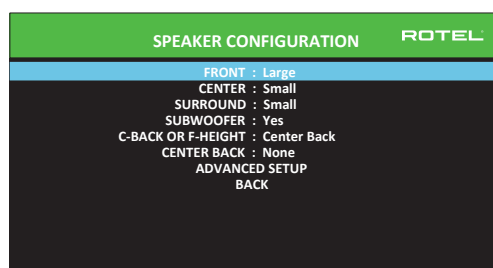 SPEAKER CONFIGURATION
ROTEL
FRONT : Large
CENTER : Small
SURROUND : Small
SUBWOOFER : Yes
C-BACK OR F-HEIGHT : Center Back
CENTER BACK : None
ADVANCED SETUP
BACK